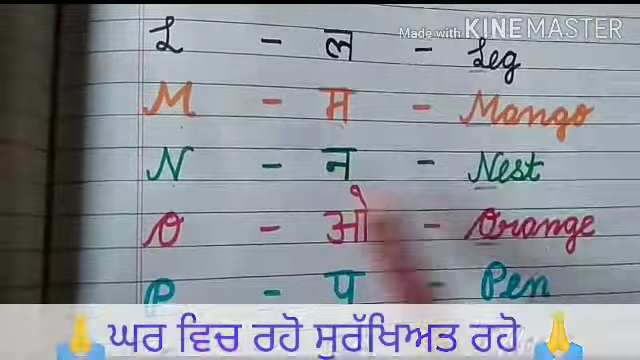 Made with KINEMASTER
L - ल - Leg
M - म - Mango
N - न - Nest
O - ओ - Orange
P - प - Pen
🙏 ਘਰ ਵਿਚ ਰਹੋ ਸੁਰੱਖਿਅਤ ਰਹੋ 🙏